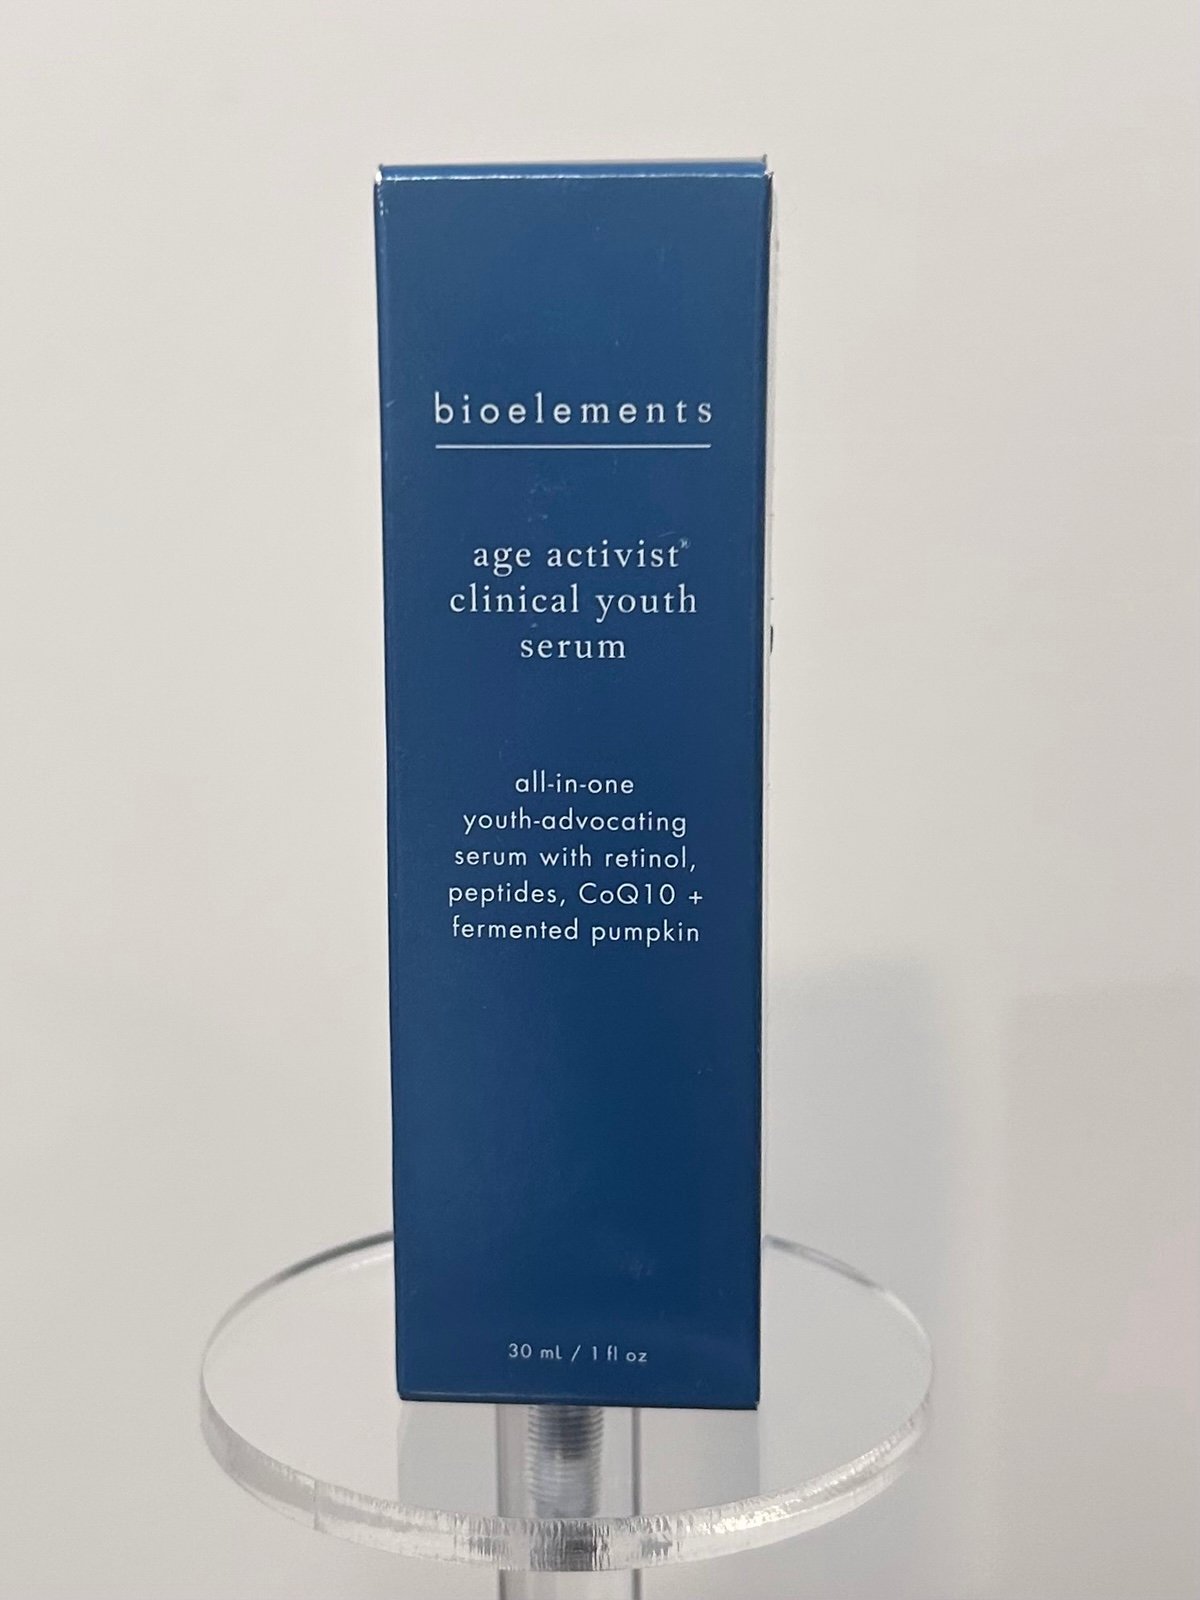 bioelements
age activist®
clinical youth
serum
all-in-one
youth-advocating
serum with retinol,
peptides, CoQ10 +
fermented pumpkin
30 mL / 1 fl oz